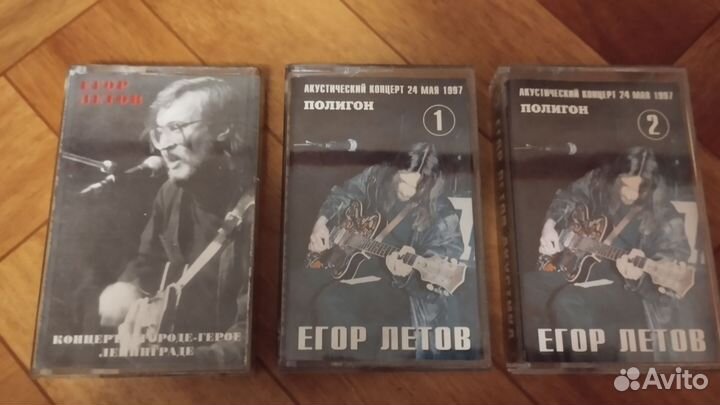 ЕГОР
ЛЕТОВ
КОНЦЕРТ В ГОРОДЕ-ГЕРОЕ
ЛЕНИНГРАДЕ
АКУСТИЧЕСКИЙ КОНЦЕРТ 24 МАЯ 1997
ПОЛИГОН
1
ЕГОР ЛЕТОВ
АКУСТИЧЕСКИЙ КОНЦЕРТ 24 МАЯ 1997
ПОЛИГОН
2
ЕГОР ЛЕТОВ
Avito